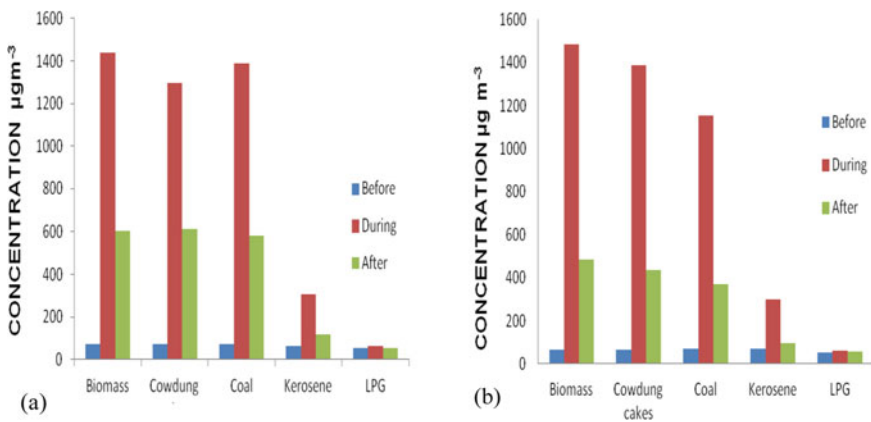 CONCENTRATION µgm⁻³
1600
1400
1200
1000
800
600
400
200
0
Before
During
After
Biomass
Cowdung
Coal
Kerosene
LPG
(a)
CONCENTRATION µg m⁻³
1600
1400
1200
1000
800
600
400
200
0
Before
During
After
Biomass
Cowdung
cakes
Coal
Kerosene
LPG
(b)